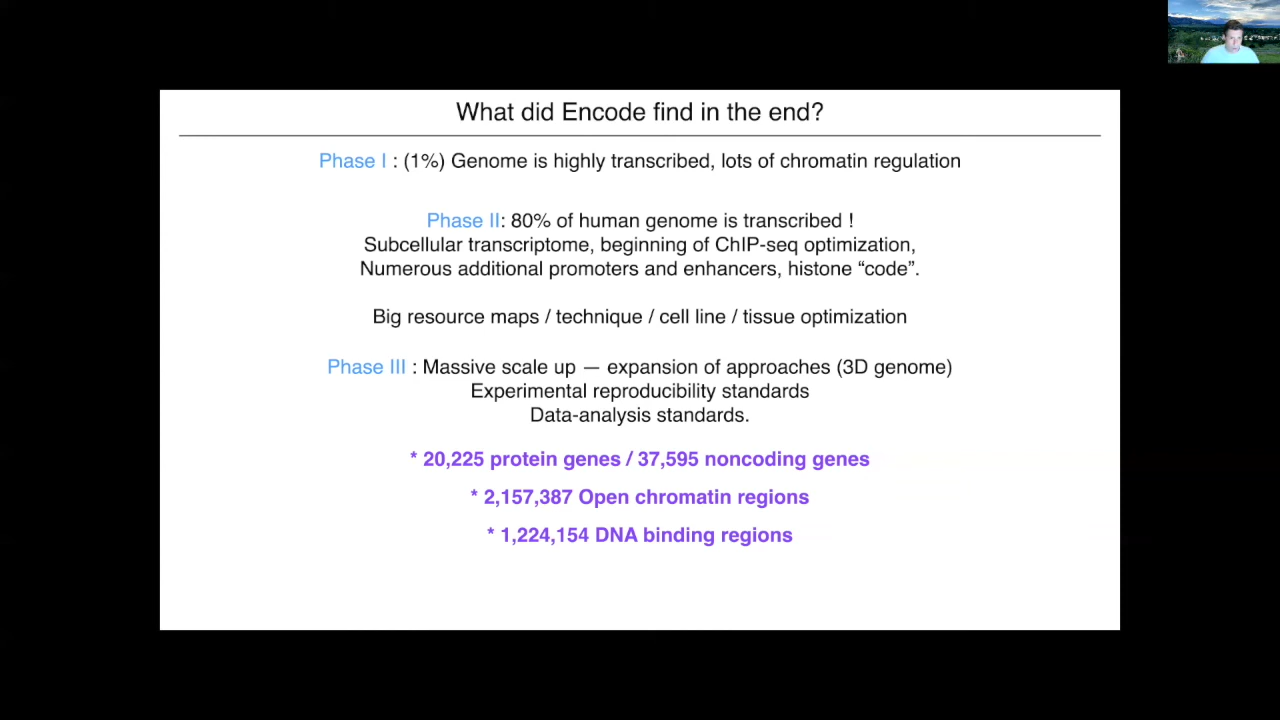 What did Encode find in the end?
Phase I : (1%) Genome is highly transcribed, lots of chromatin regulation
Phase II: 80% of human genome is transcribed !
Subcellular transcriptome, beginning of ChIP-seq optimization,
Numerous additional promoters and enhancers, histone “code”.
Big resource maps / technique / cell line / tissue optimization
Phase III : Massive scale up — expansion of approaches (3D genome)
Experimental reproducibility standards
Data-analysis standards.
* 20,225 protein genes / 37,595 noncoding genes
* 2,157,387 Open chromatin regions
* 1,224,154 DNA binding regions